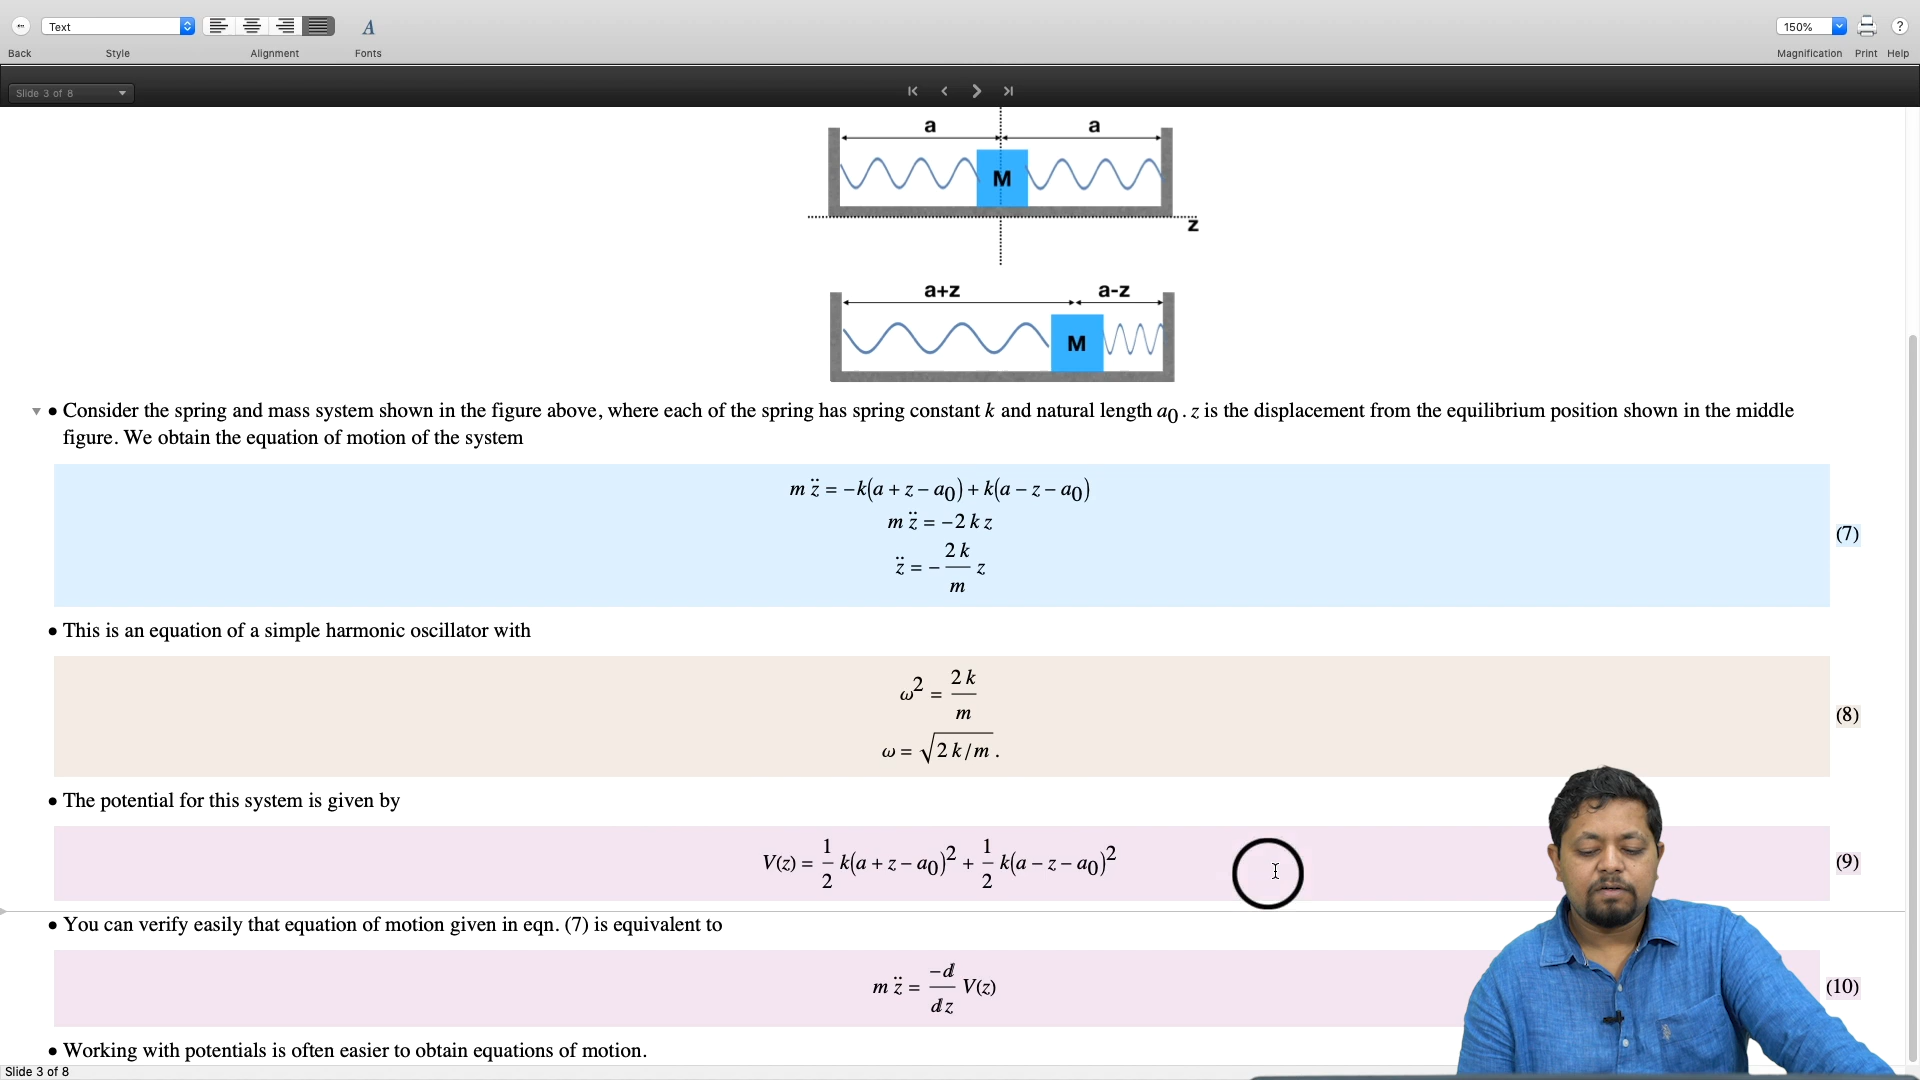 Text
A
150%
?
Back
Style
Alignment
Fonts
Magnification
Print
Help
Slide 3 of 8
a
a
M
z
a+z
a-z
M
• Consider the spring and mass system shown in the figure above, where each of the spring has spring constant k and natural length a₀. z is the displacement from the equilibrium position shown in the middle
figure. We obtain the equation of motion of the system
m z̈ = −k(a + z − a₀) + k(a − z − a₀)
m z̈ = −2 k z
z̈ = − 2 k / m z
(7)
• This is an equation of a simple harmonic oscillator with
ω² = 2 k / m
ω = √(2 k/m) .
(8)
• The potential for this system is given by
V(z) = 1/2 k(a + z − a₀)² + 1/2 k(a − z − a₀)²
(9)
• You can verify easily that equation of motion given in eqn. (7) is equivalent to
m z̈ = −d/dz V(z)
(10)
• Working with potentials is often easier to obtain equations of motion.
Slide 3 of 8